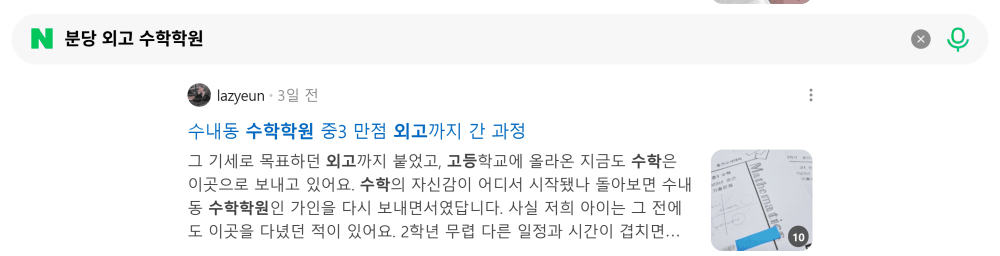 분당 외고 수학학원
lazyeun · 3일 전
수내동 수학학원 중3 만점 외고까지 간 과정
그 기세로 목표하던 외고까지 붙었고, 고등학교에 올라온 지금도 수학은
이곳으로 보내고 있어요. 수학의 자신감이 어디서 시작됐나 돌아보면 수내
동 수학학원인 가인을 다시 보내면서였답니다. 사실 저희 아이는 그 전에
도 이곳을 다녔던 적이 있어요. 2학년 무렵 다른 일정과 시간이 겹치면...
Mathematics
10